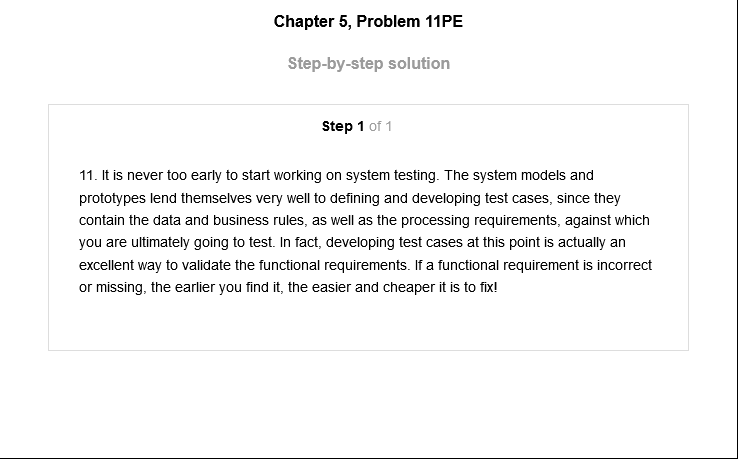 Chapter 5, Problem 11PE
Step-by-step solution
Step 1 of 1
11. It is never too early to start working on system testing. The system models and
prototypes lend themselves very well to defining and developing test cases, since they
contain the data and business rules, as well as the processing requirements, against which
you are ultimately going to test. In fact, developing test cases at this point is actually an
excellent way to validate the functional requirements. If a functional requirement is incorrect
or missing, the earlier you find it, the easier and cheaper it is to fix!